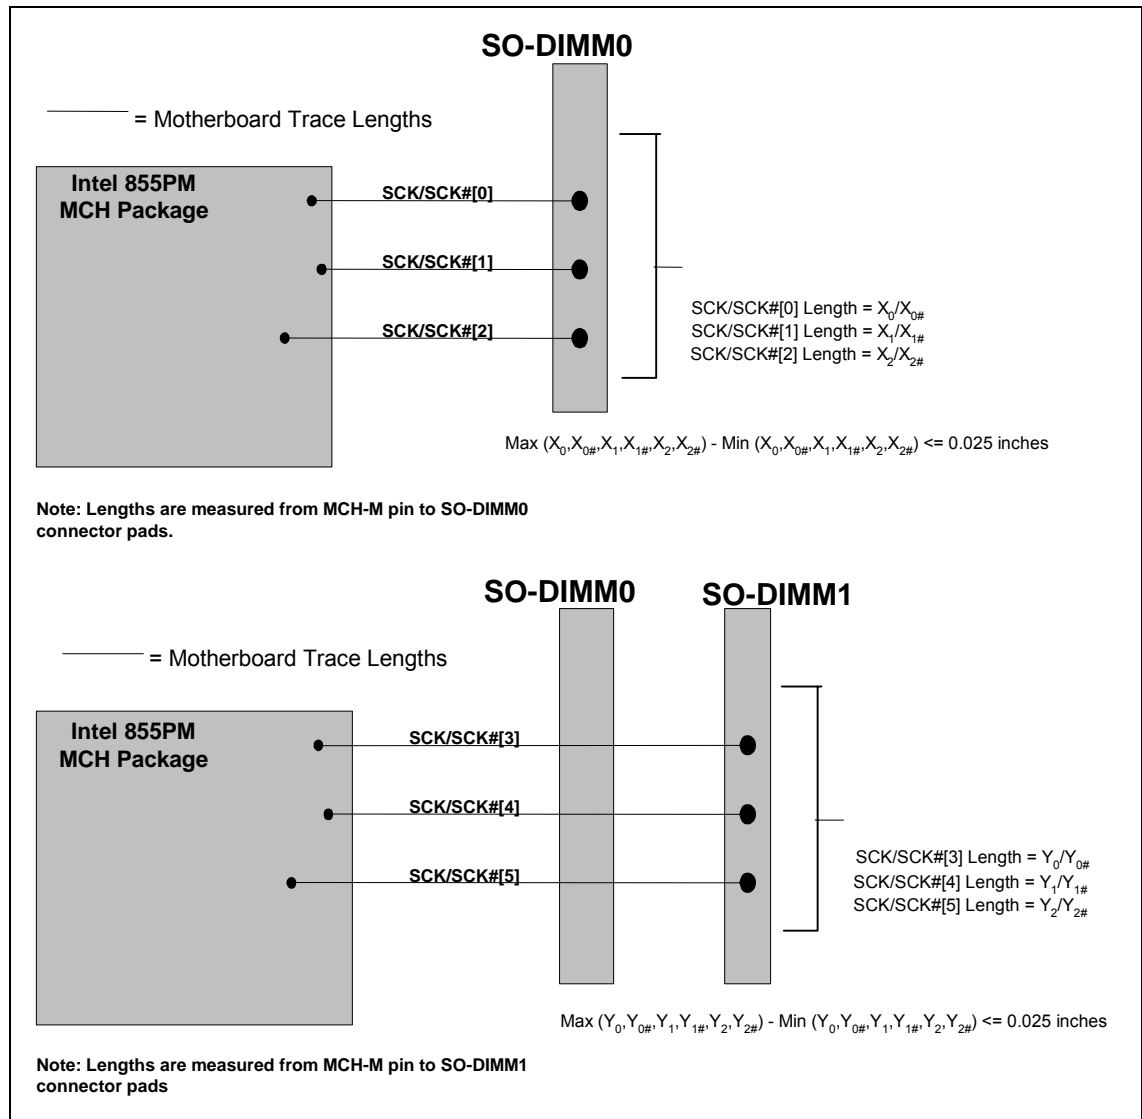 SO-DIMM0
= Motherboard Trace Lengths
Intel 855PM
MCH Package
SCK/SCK#[0]
SCK/SCK#[1]
SCK/SCK#[2]
SCK/SCK#[0] Length = X0/X0#
SCK/SCK#[1] Length = X1/X1#
SCK/SCK#[2] Length = X2/X2#
Max (X0,X0#,X1,X1#,X2,X2#) - Min (X0,X0#,X1,X1#,X2,X2#) <= 0.025 inches
Note: Lengths are measured from MCH-M pin to SO-DIMM0
connector pads.
SO-DIMM0 SO-DIMM1
= Motherboard Trace Lengths
Intel 855PM
MCH Package
SCK/SCK#[3]
SCK/SCK#[4]
SCK/SCK#[5]
SCK/SCK#[3] Length = Y0/Y0#
SCK/SCK#[4] Length = Y1/Y1#
SCK/SCK#[5] Length = Y2/Y2#
Max (Y0,Y0#,Y1,Y1#,Y2,Y2#) - Min (Y0,Y0#,Y1,Y1#,Y2,Y2#) <= 0.025 inches
Note: Lengths are measured from MCH-M pin to SO-DIMM1
connector pads